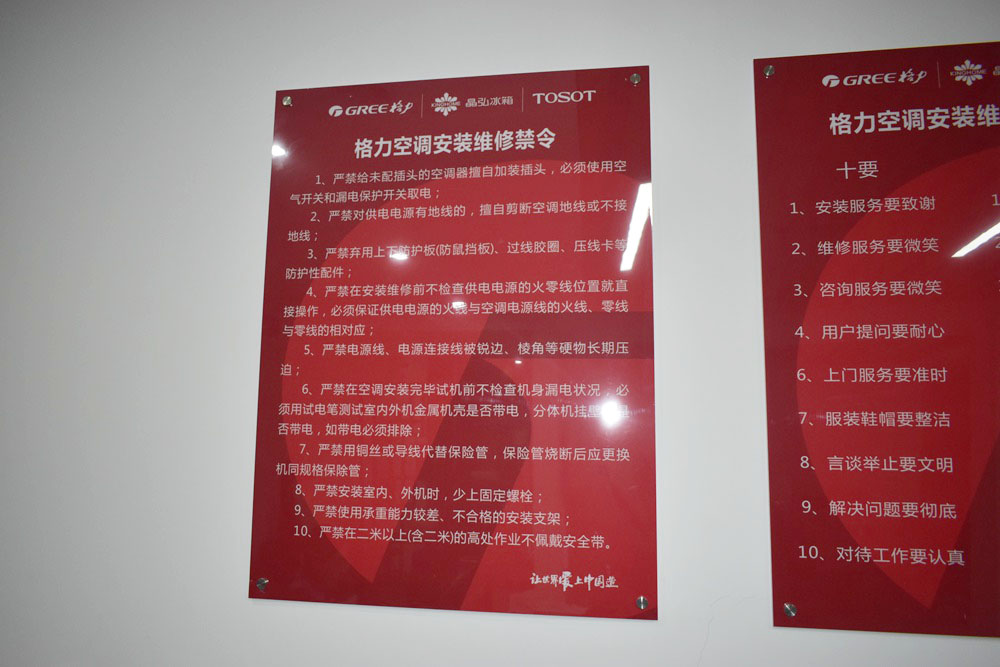 GREE格力 KINGHOME 晶弘冰箱 TOSOT
格力空调安装维修禁令
1、严禁给未配插头的空调器擅自加装插头，必须使用空
气开关和漏电保护开关取电；
2、严禁对供电电源有地线的，擅自剪断空调地线或不接
地线；
3、严禁弃用上下防护板(防鼠挡板)、过线胶圈、压线卡等
防护性配件；
4、严禁在安装维修前不检查供电电源的火零线位置就直
接操作，必须保证供电电源的火线与空调电源线的火线、零线
与零线的相对应；
5、严禁电源线、电源连接线被锐边、棱角等硬物长期压
迫；
6、严禁在空调安装完毕试机前不检查机身漏电状况，必
须用试电笔测试室内外机金属机壳是否带电，分体机挂
否带电，如带电必须排除；
7、严禁用铜丝或导线代替保险管，保险管烧断后应更换
机同规格保除管；
8、严禁安装室内、外机时，少上固定螺栓；
9、严禁使用承重能力较差、不合格的安装支架；
10、严禁在二米以上(含二米)的高处作业不佩戴安全带。
让世界爱上中国造
GREE格力 KINGHOME
格力空调安装维
十要
1、安装服务要致谢
2、维修服务要微笑
3、咨询服务要微笑
4、用户提问要耐心
6、上门服务要准时
7、服装鞋帽要整洁
8、言谈举止要文明
9、解决问题要彻底
10、对待工作要认真